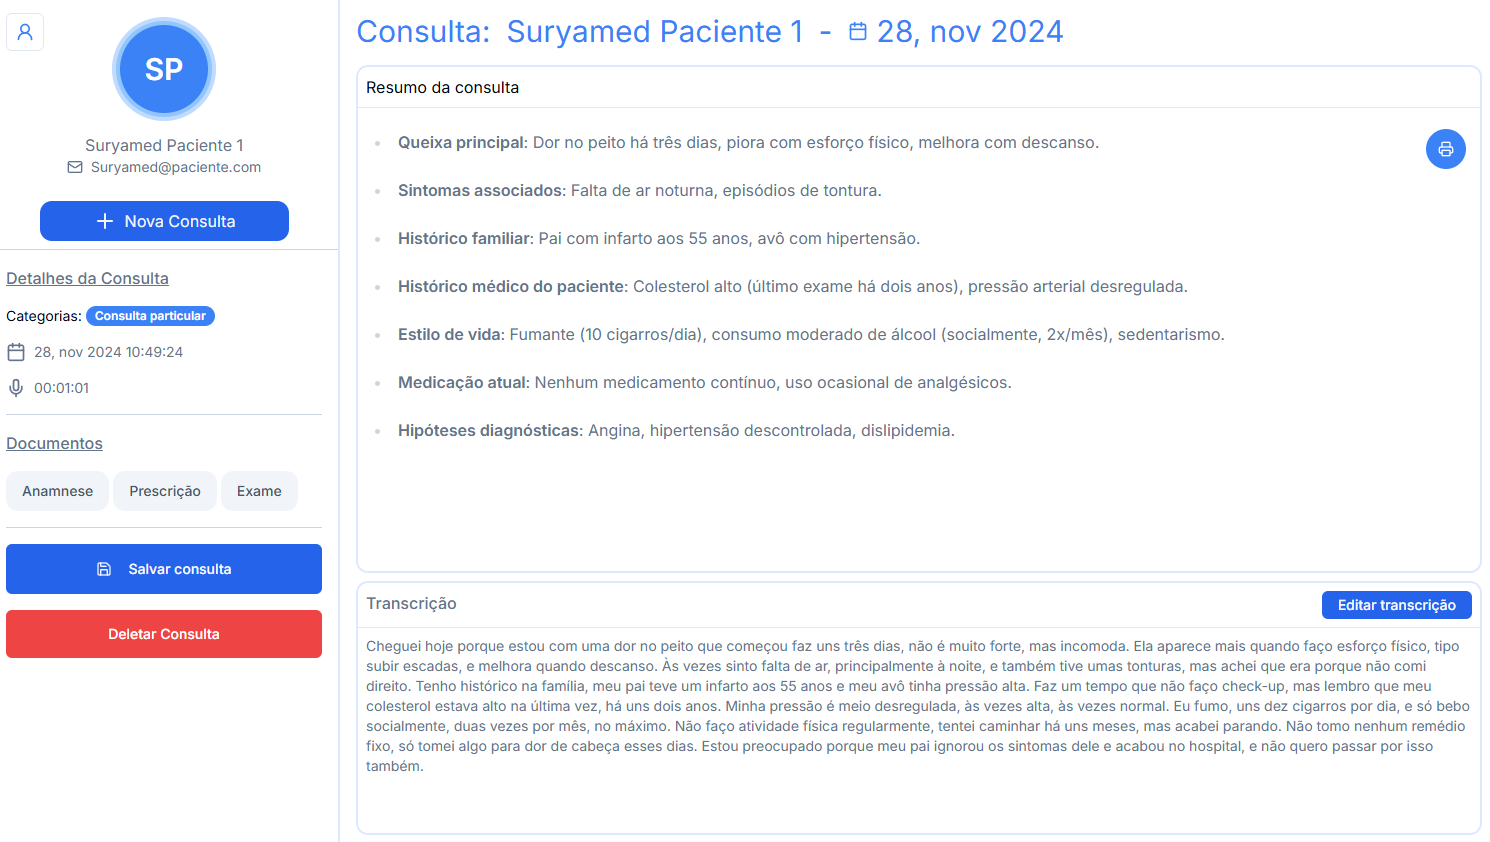 SP
Suryamed Paciente 1
Suryamed@paciente.com
Nova Consulta
Detalhes da Consulta
Categorias: Consulta particular
28, nov 2024 10:49:24
00:01:01
Documentos
Anamnese Prescrição Exame
Salvar consulta
Deletar Consulta
Consulta: Suryamed Paciente 1 - 28, nov 2024
Resumo da consulta
• Queixa principal: Dor no peito há três dias, piora com esforço físico, melhora com descanso.
• Sintomas associados: Falta de ar noturna, episódios de tontura.
• Histórico familiar: Pai com infarto aos 55 anos, avô com hipertensão.
• Histórico médico do paciente: Colesterol alto (último exame há dois anos), pressão arterial desregulada.
• Estilo de vida: Fumante (10 cigarros/dia), consumo moderado de álcool (socialmente, 2x/mês), sedentarismo.
• Medicação atual: Nenhum medicamento contínuo, uso ocasional de analgésicos.
• Hipóteses diagnósticas: Angina, hipertensão descontrolada, dislipidemia.
Transcrição
Editar transcrição
Cheguei hoje porque estou com uma dor no peito que começou faz uns três dias, não é muito forte, mas incomoda. Ela aparece mais quando faço esforço físico, tipo
subir escadas, e melhora quando descanso. Às vezes sinto falta de ar, principalmente à noite, e também tive umas tonturas, mas achei que era porque não comi
direito. Tenho histórico na família, meu pai teve um infarto aos 55 anos e meu avô tinha pressão alta. Faz um tempo que não faço check-up, mas lembro que meu
colesterol estava alto na última vez, há uns dois anos. Minha pressão é meio desregulada, às vezes alta, às vezes normal. Eu fumo, uns dez cigarros por dia, e só bebo
socialmente, duas vezes por mês, no máximo. Não faço atividade física regularmente, tentei caminhar há uns meses, mas acabei parando. Não tomo nenhum remédio
fixo, só tomei algo para dor de cabeça esses dias. Estou preocupado porque meu pai ignorou os sintomas dele e acabou no hospital, e não quero passar por isso
também.